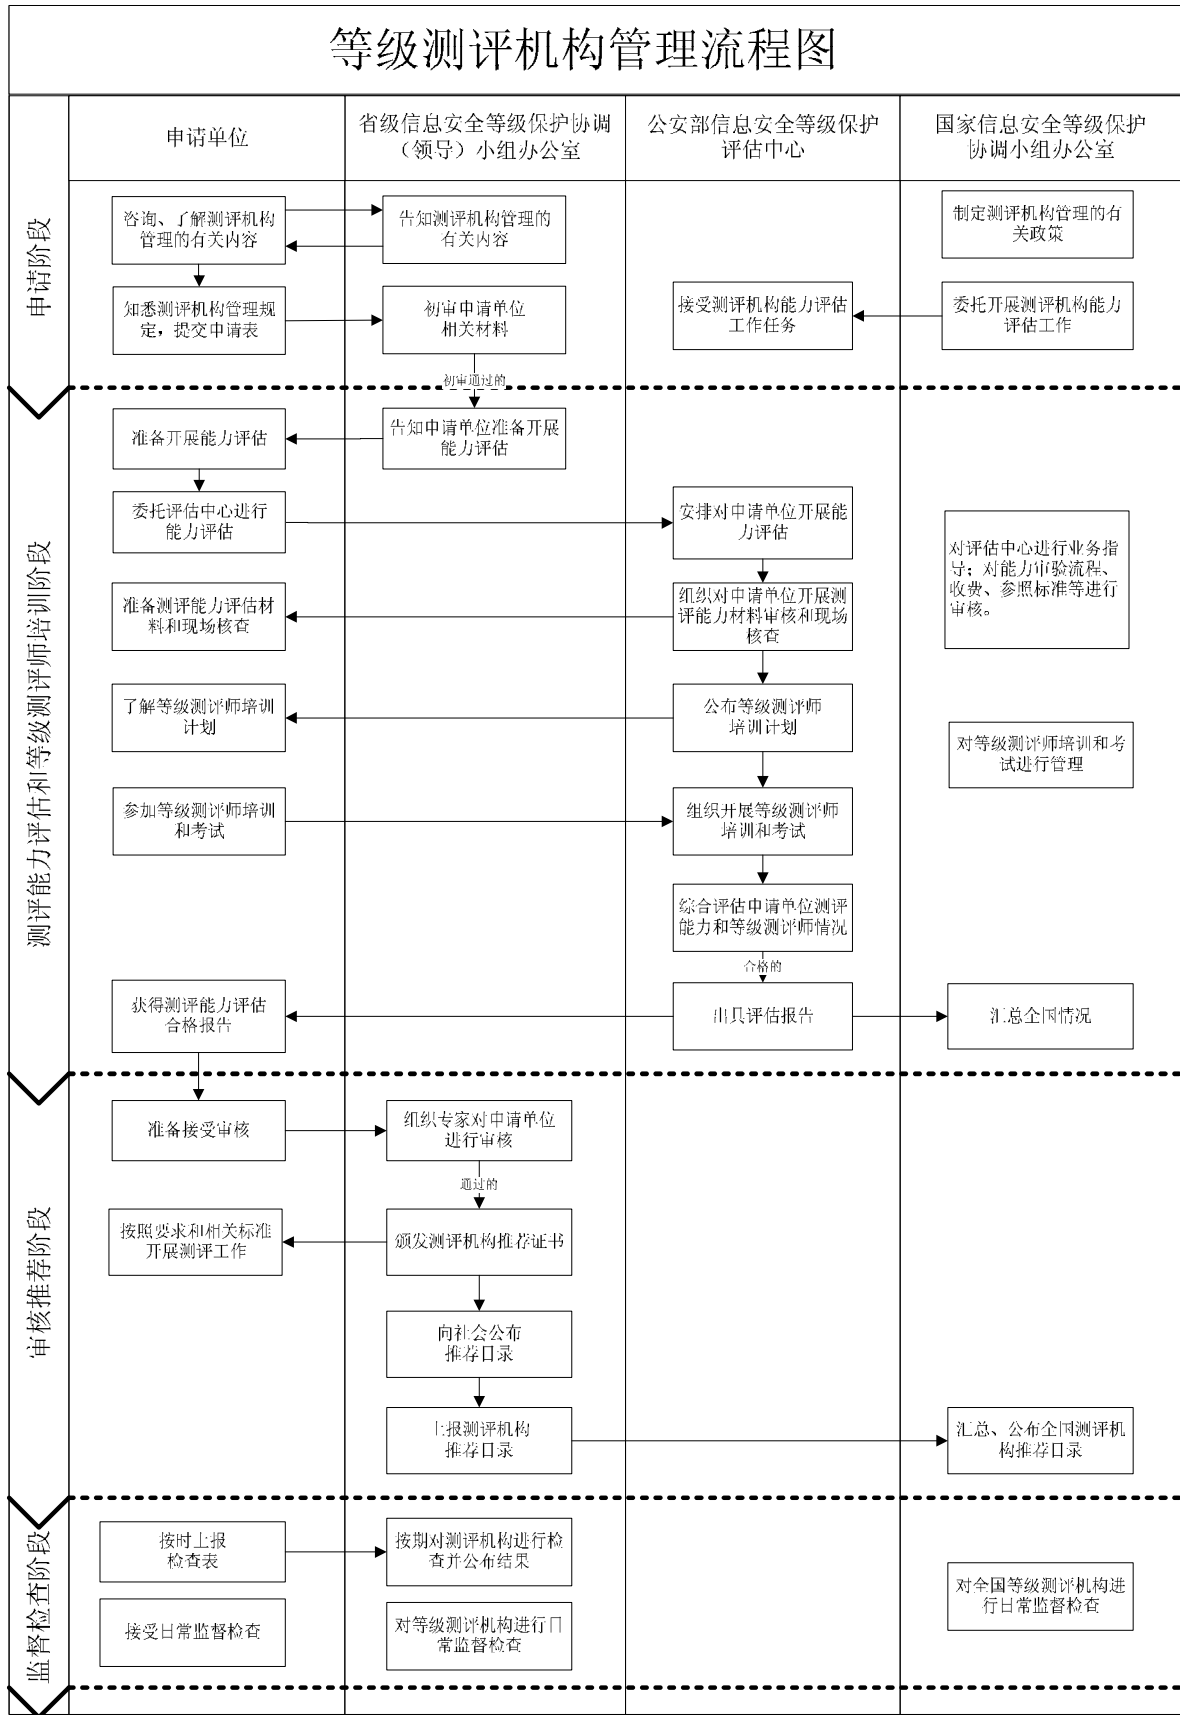 等级测评机构管理流程图
申请单位
省级信息安全等级保护协调
（领导）小组办公室
公安部信息安全等级保护
评估中心
国家信息安全等级保护
协调小组办公室
申请阶段
咨询、了解测评机构
管理的有关内容
告知测评机构管理的
有关内容
制定测评机构管理的有
关政策
知悉测评机构管理规
定，提交申请表
初审申请单位
相关材料
接受测评机构能力评估
工作任务
委托开展测评机构能力
评估工作
初审通过的
测评能力评估和等级测评师培训阶段
准备开展能力评估
告知申请单位准备开展
能力评估
委托评估中心进行
能力评估
安排对申请单位开展能
力评估
对评估中心进行业务指
导；对能力审验流程、
收费、参照标准等进行
审核。
准备测评能力评估材
料和现场核查
组织对申请单位开展测
评能力材料审核和现场
核查
了解等级测评师培训
计划
公布等级测评师
培训计划
对等级测评师培训和考
试进行管理
参加等级测评师培训
和考试
组织开展等级测评师
培训和考试
综合评估申请单位测评
能力和等级测评师情况
合格的
获得测评能力评估
合格报告
出具评估报告
汇总全国情况
审核推荐阶段
准备接受审核
组织专家对申请单位
进行审核
通过的
按照要求和相关标准
开展测评工作
颁发测评机构推荐证书
向社会公布
推荐目录
上报测评机构
推荐目录
汇总、公布全国测评机
构推荐目录
监督检查阶段
按时上报
检查表
按期对测评机构进行检
查并公布结果
对全国等级测评机构进
行日常监督检查
接受日常监督检查
对等级测评机构进行日
常监督检查